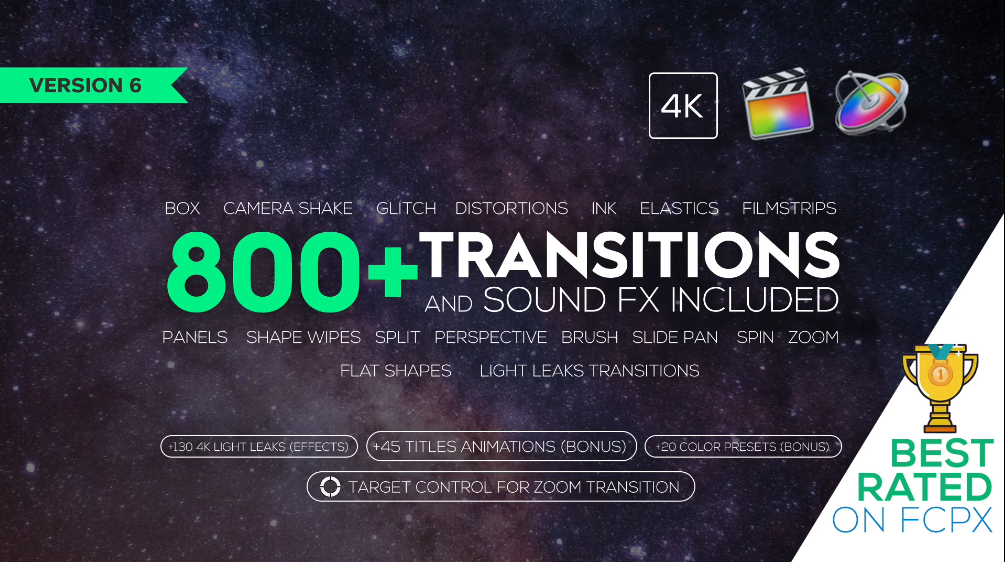 VERSION 6
4K
BOX CAMERA SHAKE GLITCH DISTORTIONS INK ELASTICS FILMSTRIPS
800+ TRANSITIONS
AND SOUND FX INCLUDED
PANELS SHAPE WIPES SPLIT PERSPECTIVE BRUSH SLIDE PAN SPIN ZOOM
FLAT SHAPES LIGHT LEAKS TRANSITIONS
+130 4K LIGHT LEAKS (EFFECTS) +45 TITLES ANIMATIONS (BONUS) +20 COLOR PRESETS (BONUS)
TARGET CONTROL FOR ZOOM TRANSITION
1
BEST
RATED
ON FCPX